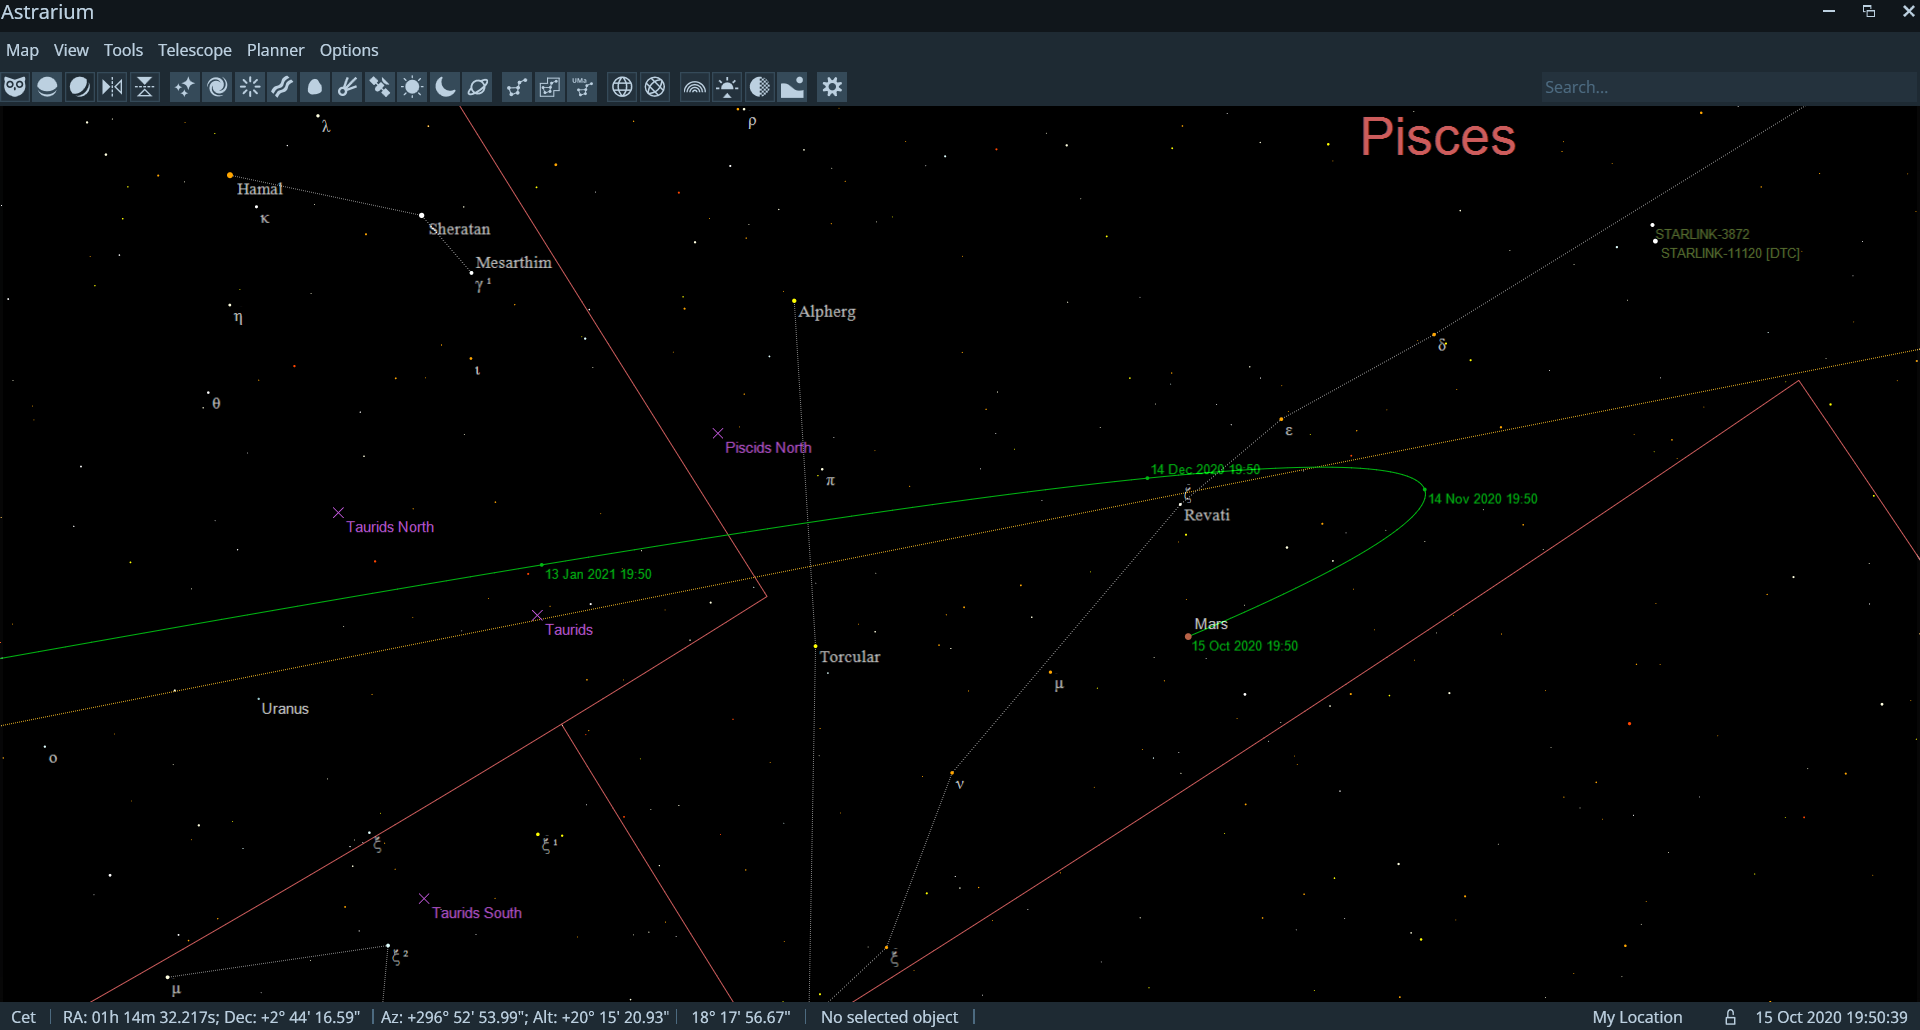 Astrarium
Map View Tools Telescope Planner Options
UMa
Search...
λ
ρ
Pisces
Hamal
κ
Sheratan
STARLINK-3872
STARLINK-11120 [DTC]
Mesarthim
γ ¹
Alpherg
η
δ
ι
θ
ε
Piscids North
14 Dec 2020 19:50
π
ζ
14 Nov 2020 19:50
Revati
Taurids North
13 Jan 2021 19:50
Mars
Taurids
15 Oct 2020 19:50
Torcular
μ
Uranus
ο
ν
ξ
ξ ¹
Taurids South
ξ ²
ξ
μ
Cet RA: 01h 14m 32.217s; Dec: +2° 44' 16.59" Az: +296° 52' 53.99"; Alt: +20° 15' 20.93" 18° 17' 56.67" No selected object My Location 15 Oct 2020 19:50:39